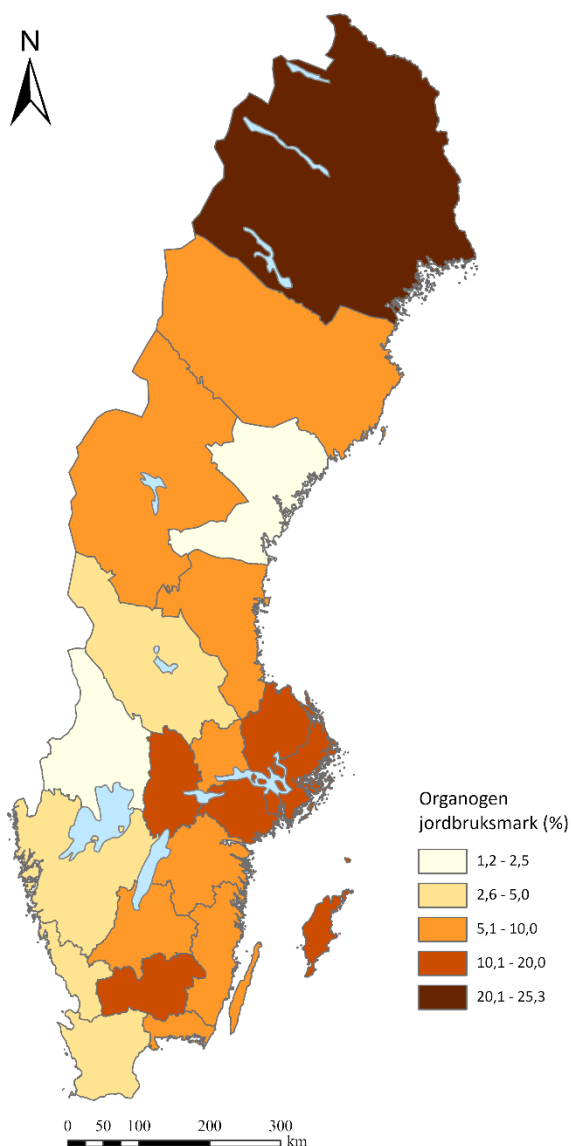 N
Organogen
jordbruksmark (%)
1,2 - 2,5
2,6 - 5,0
5,1 - 10,0
10,1 - 20,0
20,1 - 25,3
0 50 100 200 300
km